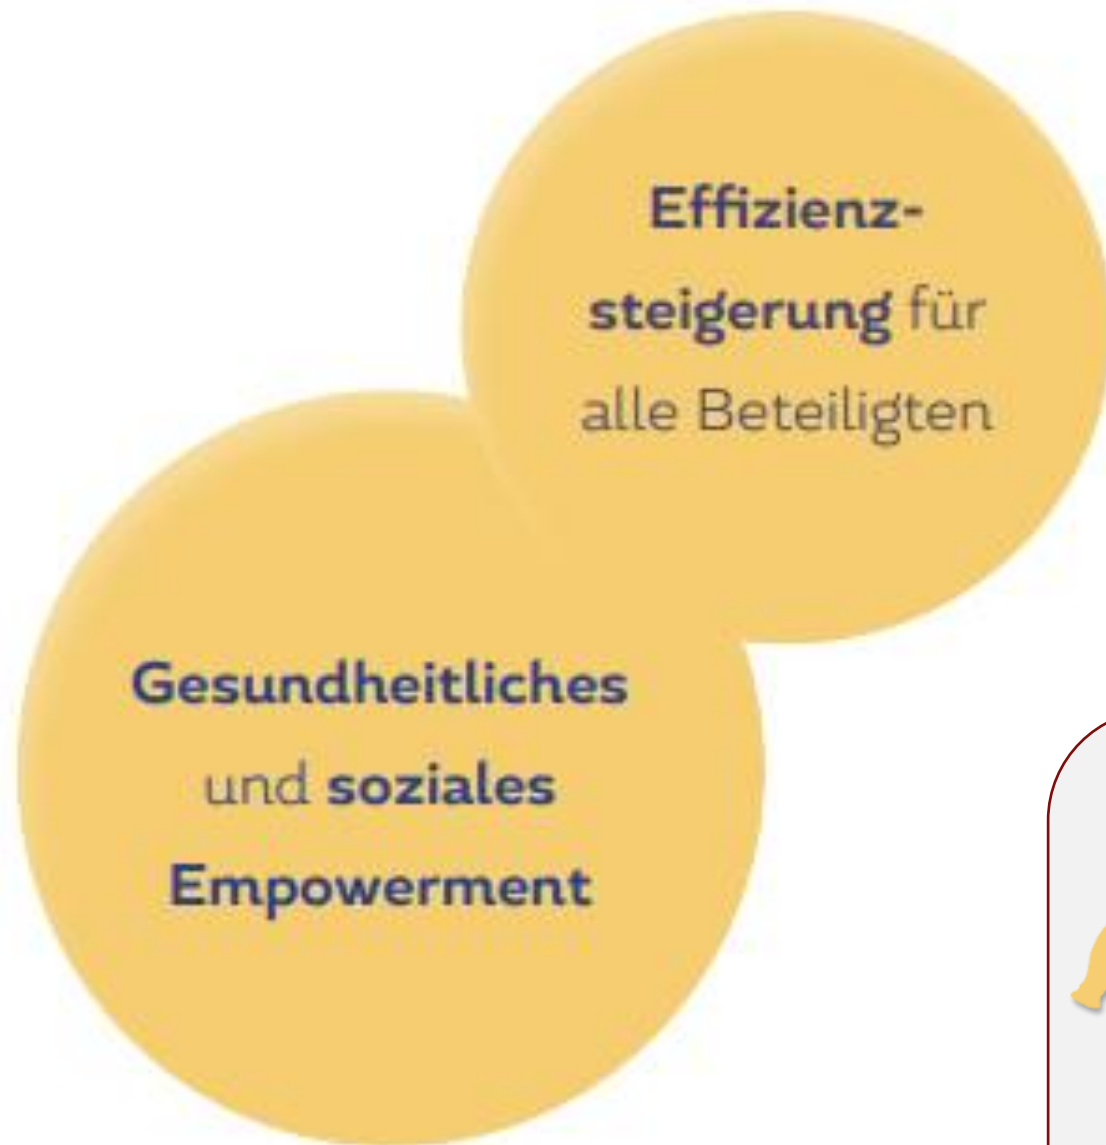 Effizienz-
steigerung für
alle Beteiligten
Gesundheitliches
und soziales
Empowerment